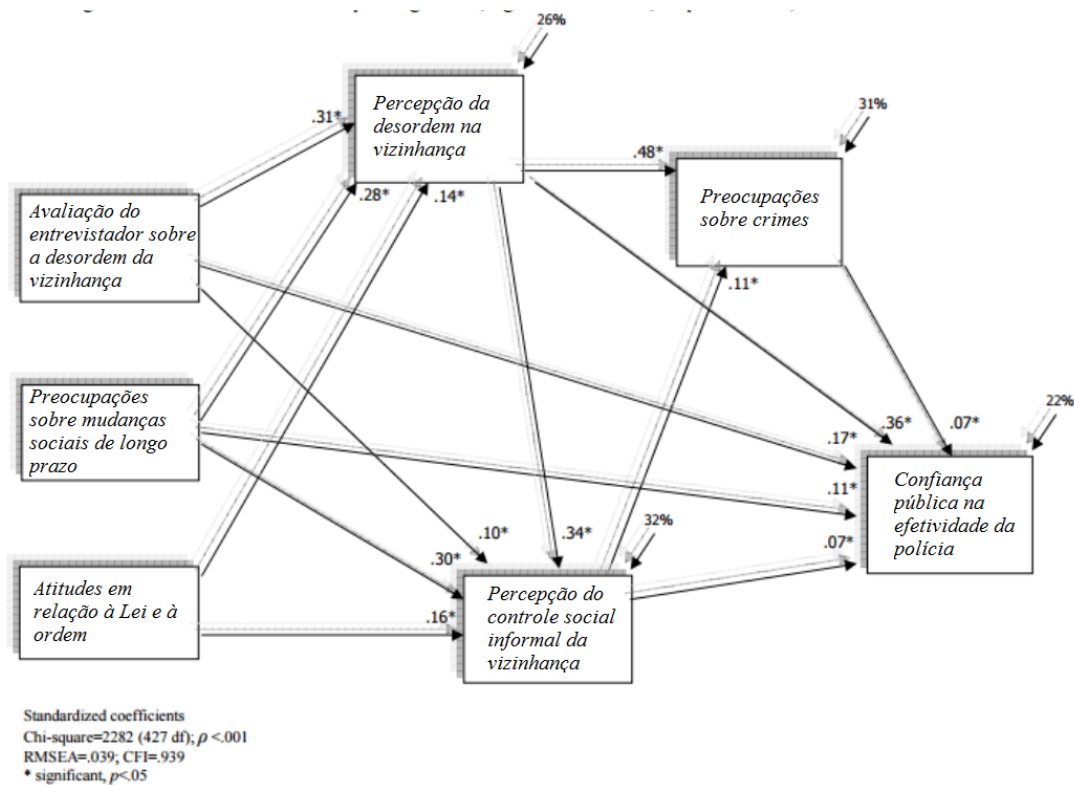 26%
Percepção da
desordem na
vizinhança
31%
.31*
.48*
Preocupações
sobre crimes
.28*
.14*
Avaliação do
entrevistador sobre
a desordem da
vizinhança
.11*
Preocupações
sobre mudanças
sociais de longo
prazo
22%
.36*
.07*
.17*
.11*
Confiança
pública na
efetividade da
polícia
32%
.10*
.34*
.07*
.30*
Atitudes em
relação à Lei e à
ordem
.16*
Percepção do
controle social
informal da
vizinhança
Standardized coefficients
Chi-square=2282 (427 df); ρ <.001
RMSEA=.039; CFI=.939
* significant, p<.05